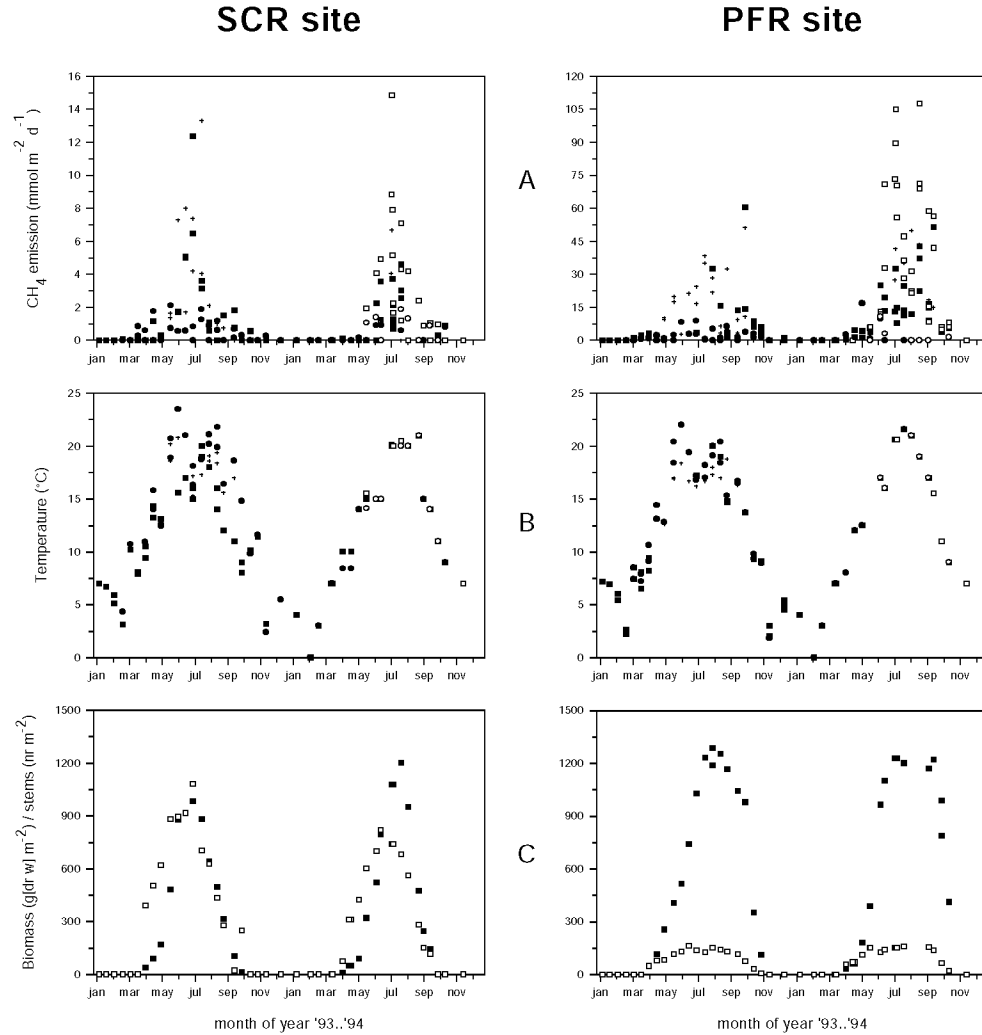 SCR site PFR site
16
14
12
10
8
6
4
2
0
CH4 emission (mmol m-2 d-1)
jan mar may jul sep nov jan mar may jul sep nov
A
120
105
90
75
60
45
30
15
0
jan mar may jul sep nov jan mar may jul sep nov
25
20
15
10
5
0
Temperature (°C)
jan mar may jul sep nov jan mar may jul sep nov
B
25
20
15
10
5
0
jan mar may jul sep nov jan mar may jul sep nov
1500
1200
900
600
300
0
Biomass (g[dr w] m-2) / stems (nr m-2)
jan mar may jul sep nov jan mar may jul sep nov
month of year '93..'94
C
1500
1200
900
600
300
0
jan mar may jul sep nov jan mar may jul sep nov
month of year '93..'94